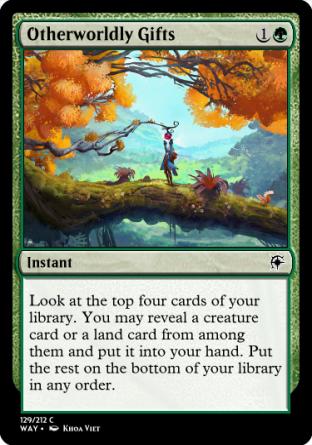 Otherworldly Gifts 1
Instant
Look at the top four cards of your
library. You may reveal a creature
card or a land card from among
them and put it into your hand. Put
the rest on the bottom of your library
in any order.
129/212 C
WAY • Khoa Viet